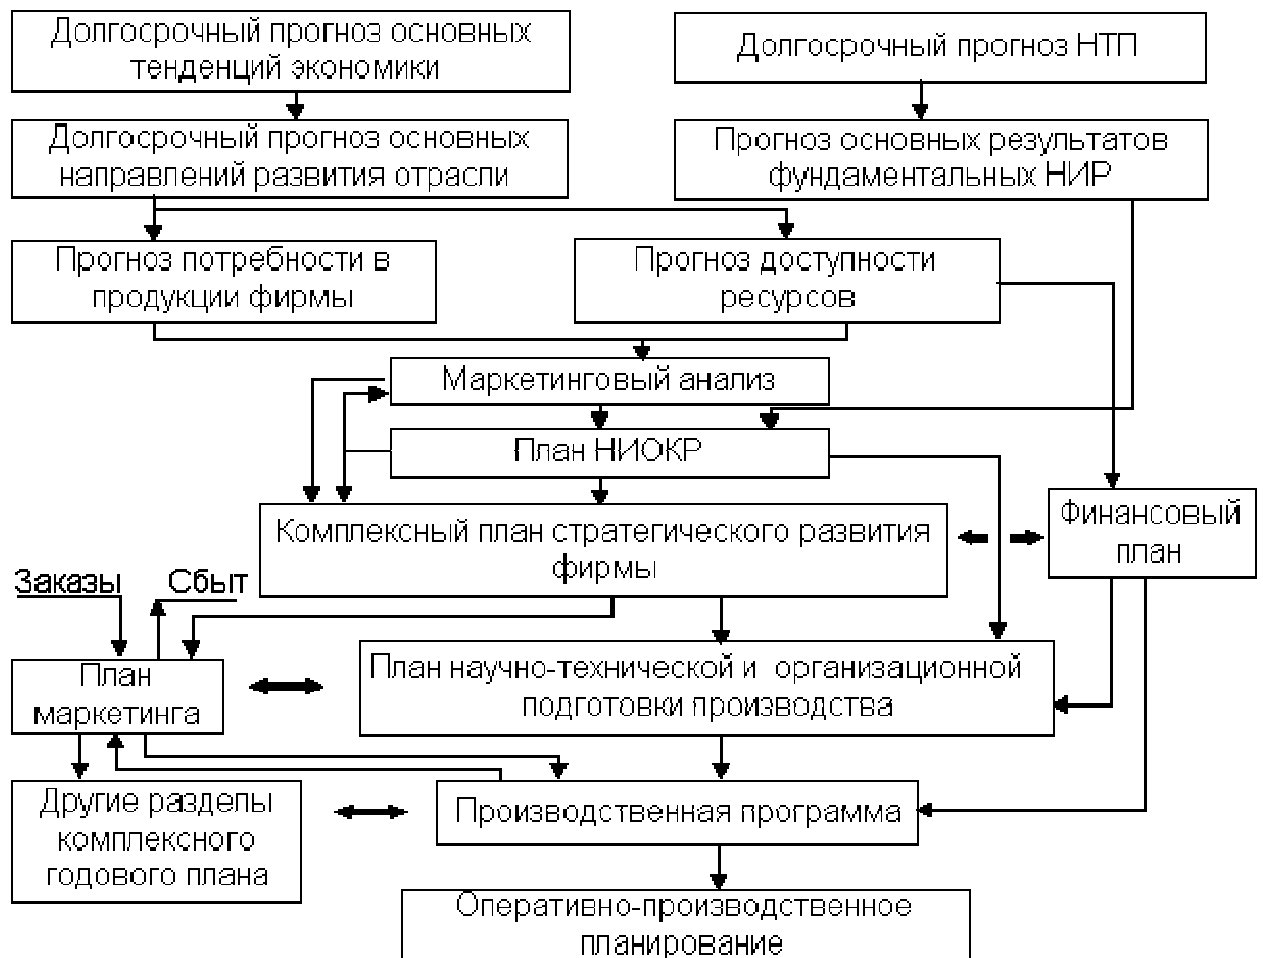 Долгосрочный прогноз основных
тенденций экономики
Долгосрочный прогноз НТП
Долгосрочный прогноз основных
направлений развития отрасли
Прогноз основных результатов
фундаментальных НИР
Прогноз потребности в
продукции фирмы
Прогноз доступности
ресурсов
Маркетинговый анализ
План НИОКР
Комплексный план стратегического развития
фирмы
Финансовый
план
Заказы
Сбыт
План
маркетинга
План научно-технической и организационной
подготовки производства
Другие разделы
комплексного
годового плана
Производственная программа
Оперативно-производственное
планирование